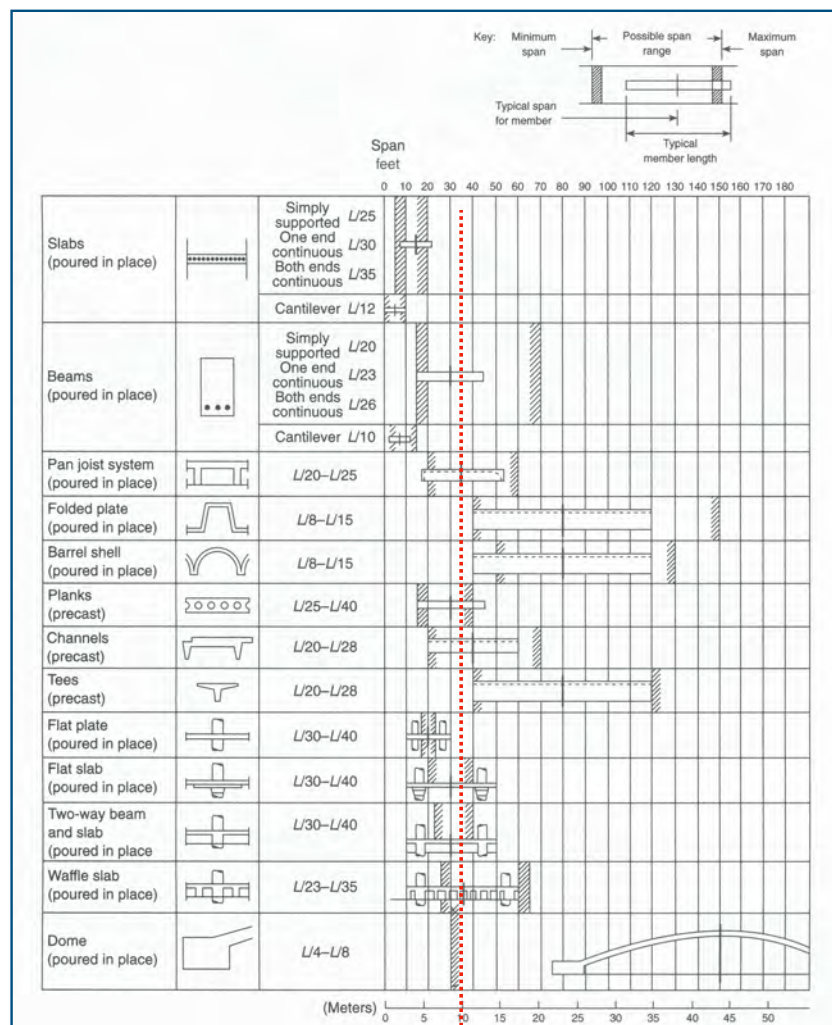 Key: Minimum span
Possible span range
Maximum span
Typical span for member
Typical member length
Span
feet
0 10 20 30 40 50 60 70 80 90 100 110 120 130 140 150 160 170 180
Slabs
(poured in place)
Simply supported L/25
One end continuous L/30
Both ends continuous L/35
Cantilever L/12
Beams
(poured in place)
Simply supported L/20
One end continuous L/23
Both ends continuous L/26
Cantilever L/10
Pan joist system
(poured in place)
L/20–L/25
Folded plate
(poured in place)
L/8–L/15
Barrel shell
(poured in place)
L/8–L/15
Planks
(precast)
L/25–L/40
Channels
(precast)
L/20–L/28
Tees
(precast)
L/20–L/28
Flat plate
(poured in place)
L/30–L/40
Flat slab
(poured in place)
L/30–L/40
Two-way beam
and slab
(poured in place
L/30–L/40
Waffle slab
(poured in place)
L/23–L/35
Dome
(poured in place)
L/4–L/8
(Meters)
0 5 10 15 20 25 30 35 40 45 50